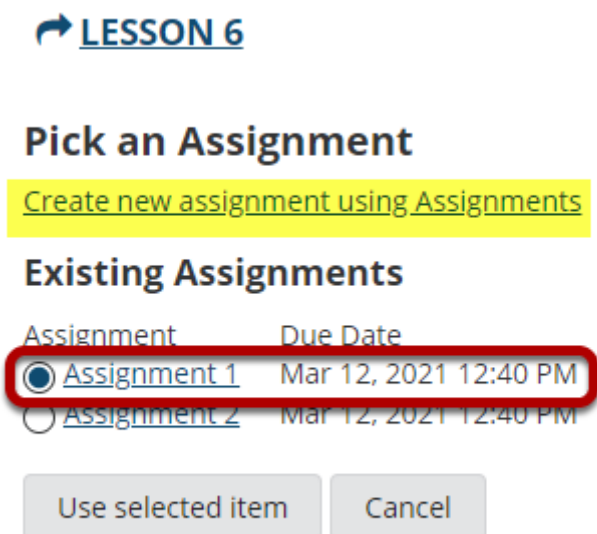 LESSON 6
Pick an Assignment
Create new assignment using Assignments
Existing Assignments
Assignment Due Date
Assignment 1 Mar 12, 2021 12:40 PM
Assignment 2 Mar 12, 2021 12:40 PM
Use selected item Cancel